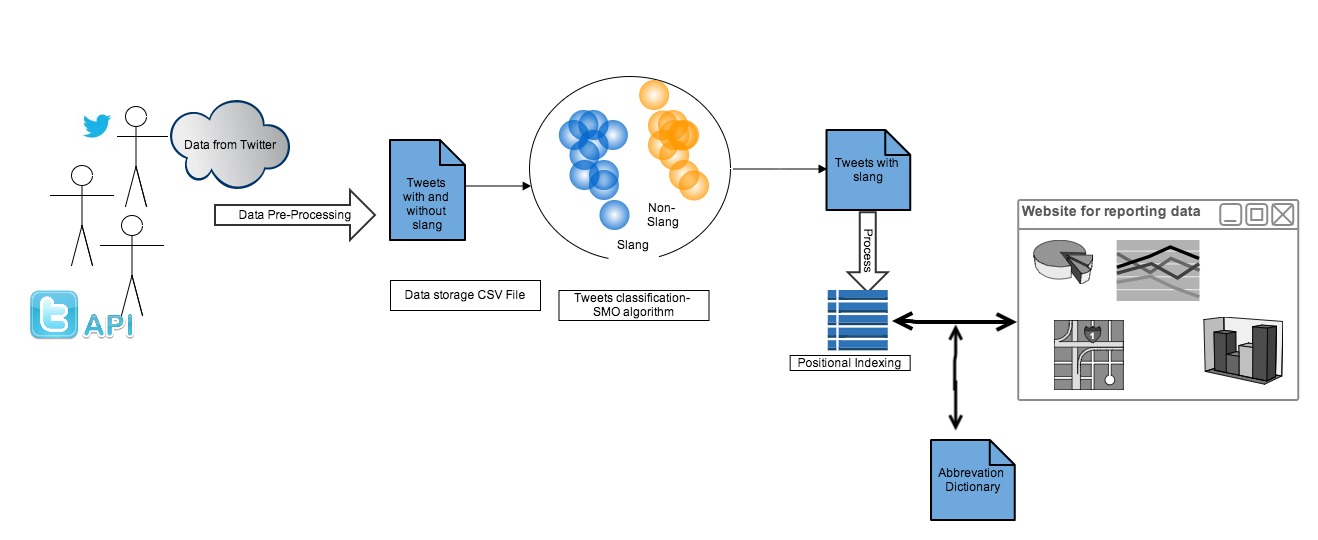 Data from Twitter
Data Pre-Processing
t API
Tweets
with and
without
slang
Data storage CSV File
Non-
Slang
Slang
Tweets classification-
SMO algorithm
Tweets with
slang
Process
Positional Indexing
Website for reporting data
Abbrevation
Dictionary